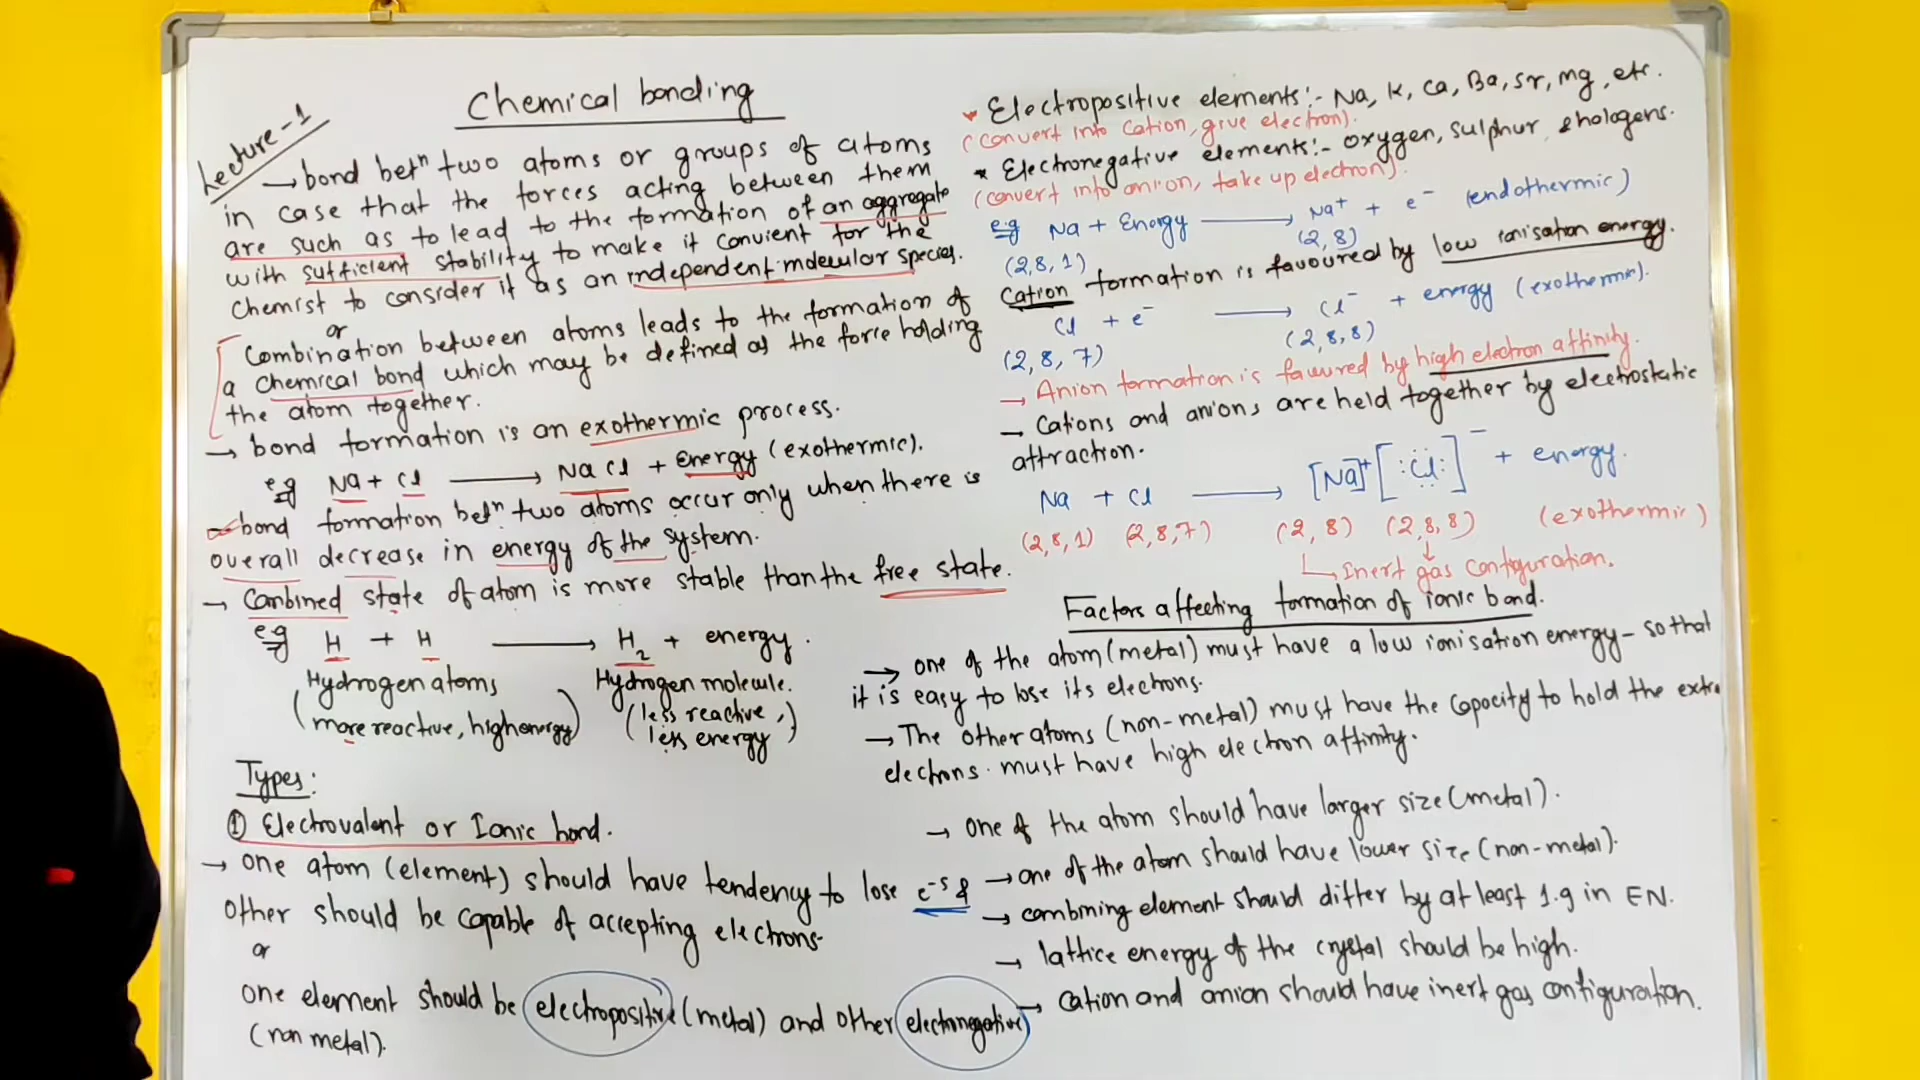 Lecture-1
Chemical bonding
→ bond betⁿ two atoms or groups of atoms
in case that the forces acting between them
are such as to lead to the formation of an aggregate
with sufficient stability to make it convient for the
chemist to consider it as an independent molecular species.
or
Combination between atoms leads to the formation of
a chemical bond which may be defined as the force holding
the atom together.
→ bond formation is an exothermic process.
e.g Na + Cl ⟶ NaCl + Energy (exothermic).
→ bond formation betⁿ two atoms occur only when there is
overall decrease in energy of the system.
→ Combined state of atom is more stable than the free state.
e.g H + H ⟶ H₂ + energy.
Hydrogen atoms Hydrogen molecule.
(more reactive, high energy) (less reactive,
less energy)
Types:
① Electrovalent or Ionic bond.
→ one atom (element) should have tendency to lose e⁻s &
other should be capable of accepting electrons.
or
one element should be electropositive (metal) and other electronegative
(non metal).
* Electropositive elements:- Na, K, Ca, Ba, Sr, Mg, etc.
(convert into cation, give electron).
* Electronegative elements:- oxygen, sulphur & halogens.
(convert into anion, take up electron).
e.g Na + Energy ⟶ Na⁺ + e⁻ (endothermic)
(2,8,1) (2,8)
Cation formation is favoured by low ionisation energy.
Cl + e⁻ ⟶ Cl⁻ + energy (exothermic).
(2,8,7) (2,8,8)
→ Anion formation is favured by high electron affinity.
→ Cations and anions are held together by electrostatic
attraction.
Na + Cl ⟶ [Na]⁺ [:Cl:]⁻ + energy.
(2,8,1) (2,8,7) (2,8) (2,8,8) (exothermic)
→ Inert gas configuration.
Factors affecting formation of ionic bond.
→ one of the atom (metal) must have a low ionisation energy - so that
it is easy to lose its electrons.
→ The other atoms (non-metal) must have the capacity to hold the extra
electrons. must have high electron affinity.
→ one of the atom should have larger size (metal).
→ one of the atom should have lower size (non-metal).
→ combining element should differ by at least 1.9 in EN.
→ lattice energy of the crystal should be high.
→ cation and anion should have inert gas configuration.